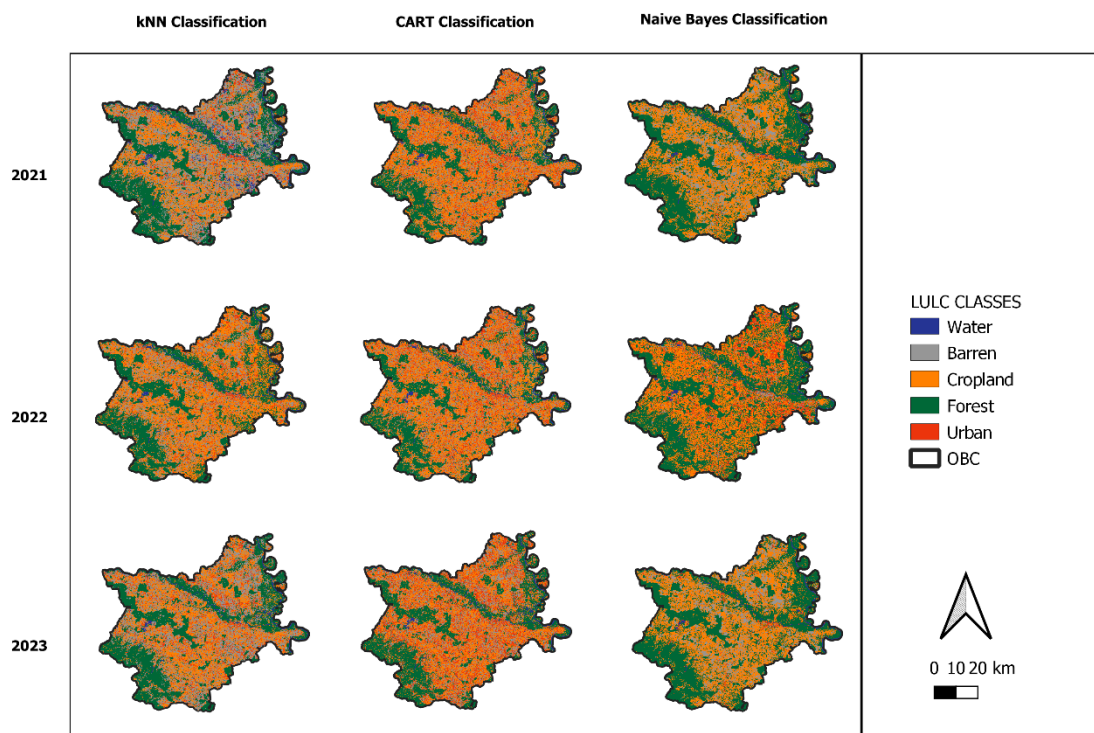 kNN Classification
CART Classification
Naive Bayes Classification
2021
2022
2023
LULC CLASSES
Water
Barren
Cropland
Forest
Urban
OBC
0 10 20 km